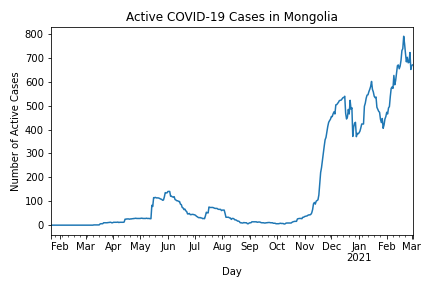 Active COVID-19 Cases in Mongolia
800
700
600
500
400
300
200
100
0
Number of Active Cases
Feb Mar Apr May Jun Jul Aug Sep Oct Nov Dec Jan Feb Mar
2021
Day